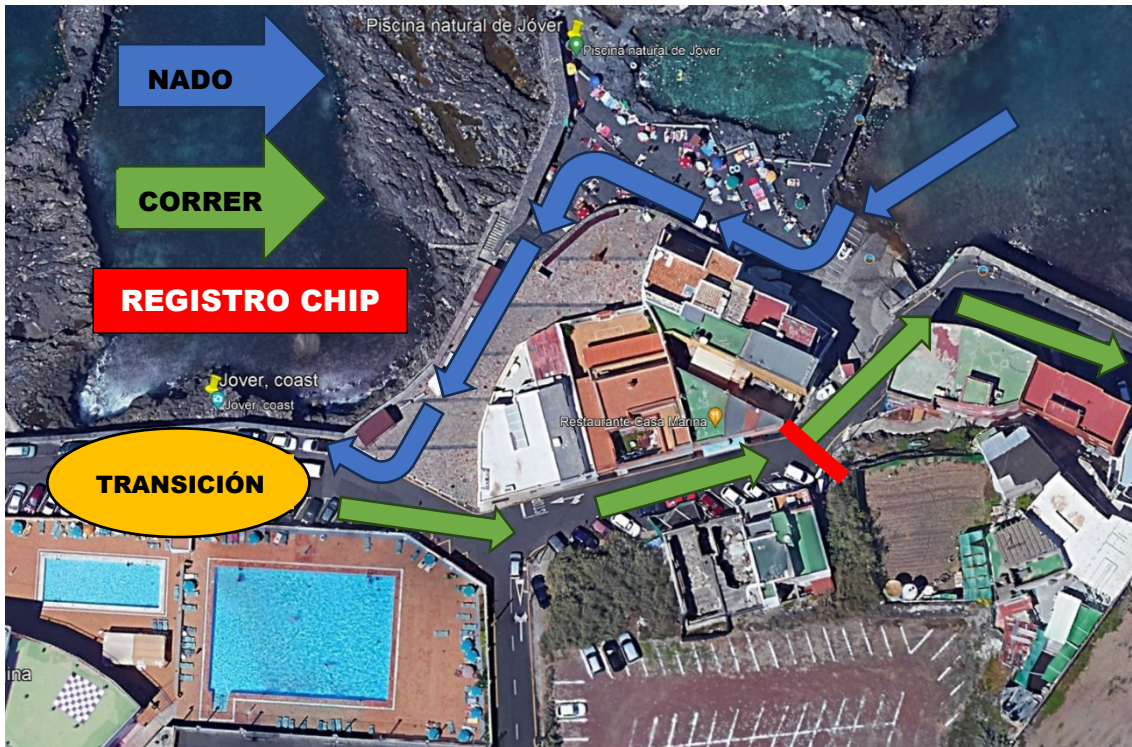 Piscina natural de Jóver
Piscina natural de Jover
NADO
CORRER
REGISTRO CHIP
Jover, coast
Jover, coast
Restaurante Casa Marina
TRANSICIÓN
ina